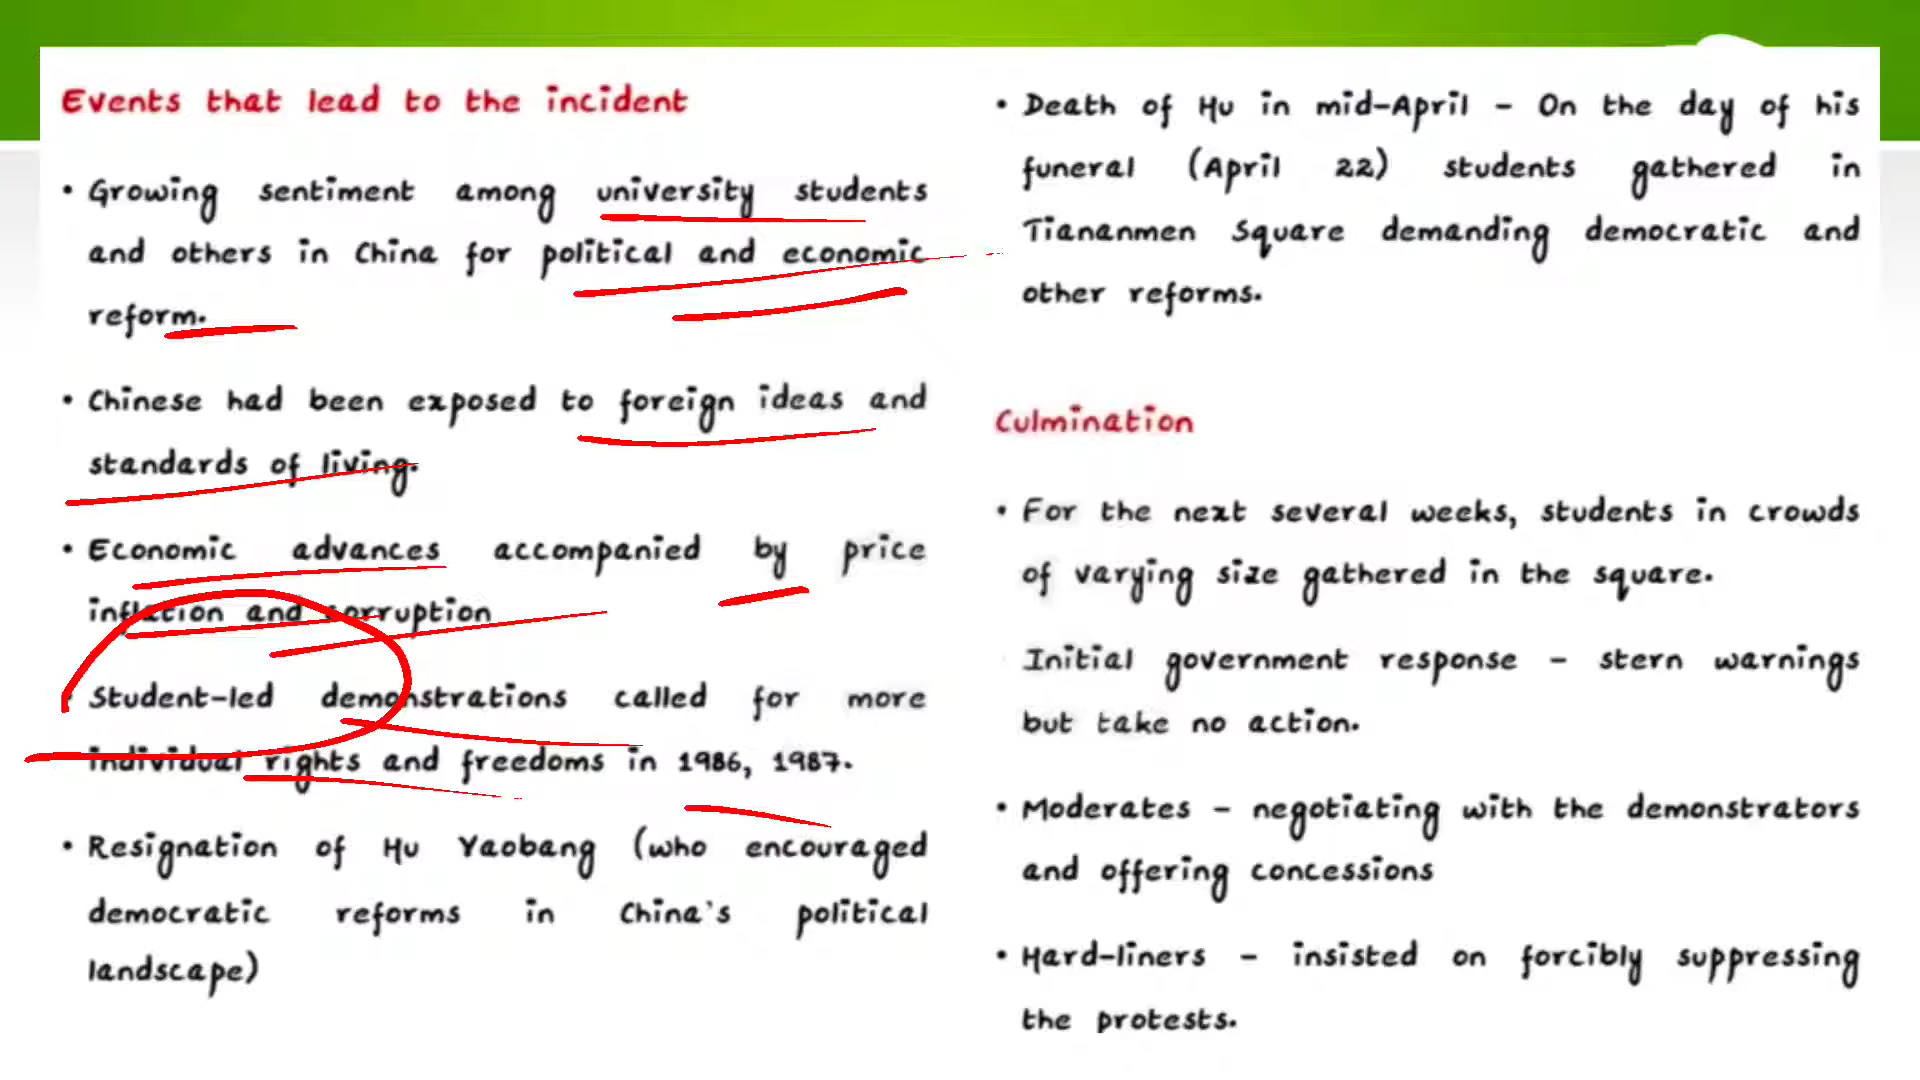 Events that lead to the incident
• Growing sentiment among university students
and others in China for political and economic
reform.
• Chinese had been exposed to foreign ideas and
standards of living.
• Economic advances accompanied by price
inflation and corruption
• Student-led demonstrations called for more
individual rights and freedoms in 1986, 1987.
• Resignation of Hu Yaobang (who encouraged
democratic reforms in China's political
landscape)
• Death of Hu in mid-April - On the day of his
funeral (April 22) students gathered in
Tiananmen Square demanding democratic and
other reforms.
Culmination
• For the next several weeks, students in crowds
of varying size gathered in the square.
Initial government response - stern warnings
but take no action.
• Moderates - negotiating with the demonstrators
and offering concessions
• Hard-liners - insisted on forcibly suppressing
the protests.